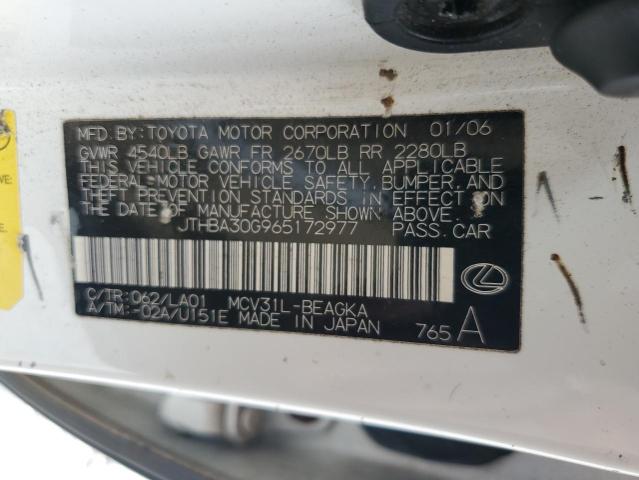 MFD. BY: TOYOTA MOTOR CORPORATION 01/06
GVWR 4540LB GAWR FR 2670LB RR 2280LB
THIS VEHICLE CONFORMS TO ALL APPLICABLE
FEDERAL MOTOR VEHICLE SAFETY, BUMPER, AND
THEFT PREVENTION STANDARDS IN EFFECT ON
THE DATE OF MANUFACTURE SHOWN ABOVE.
JTHBA30G965172977 PASS.CAR
C/TR: 062/LA01 MCV31L-BEAGKA
A/TM: -02A/U151E MADE IN JAPAN 765 A